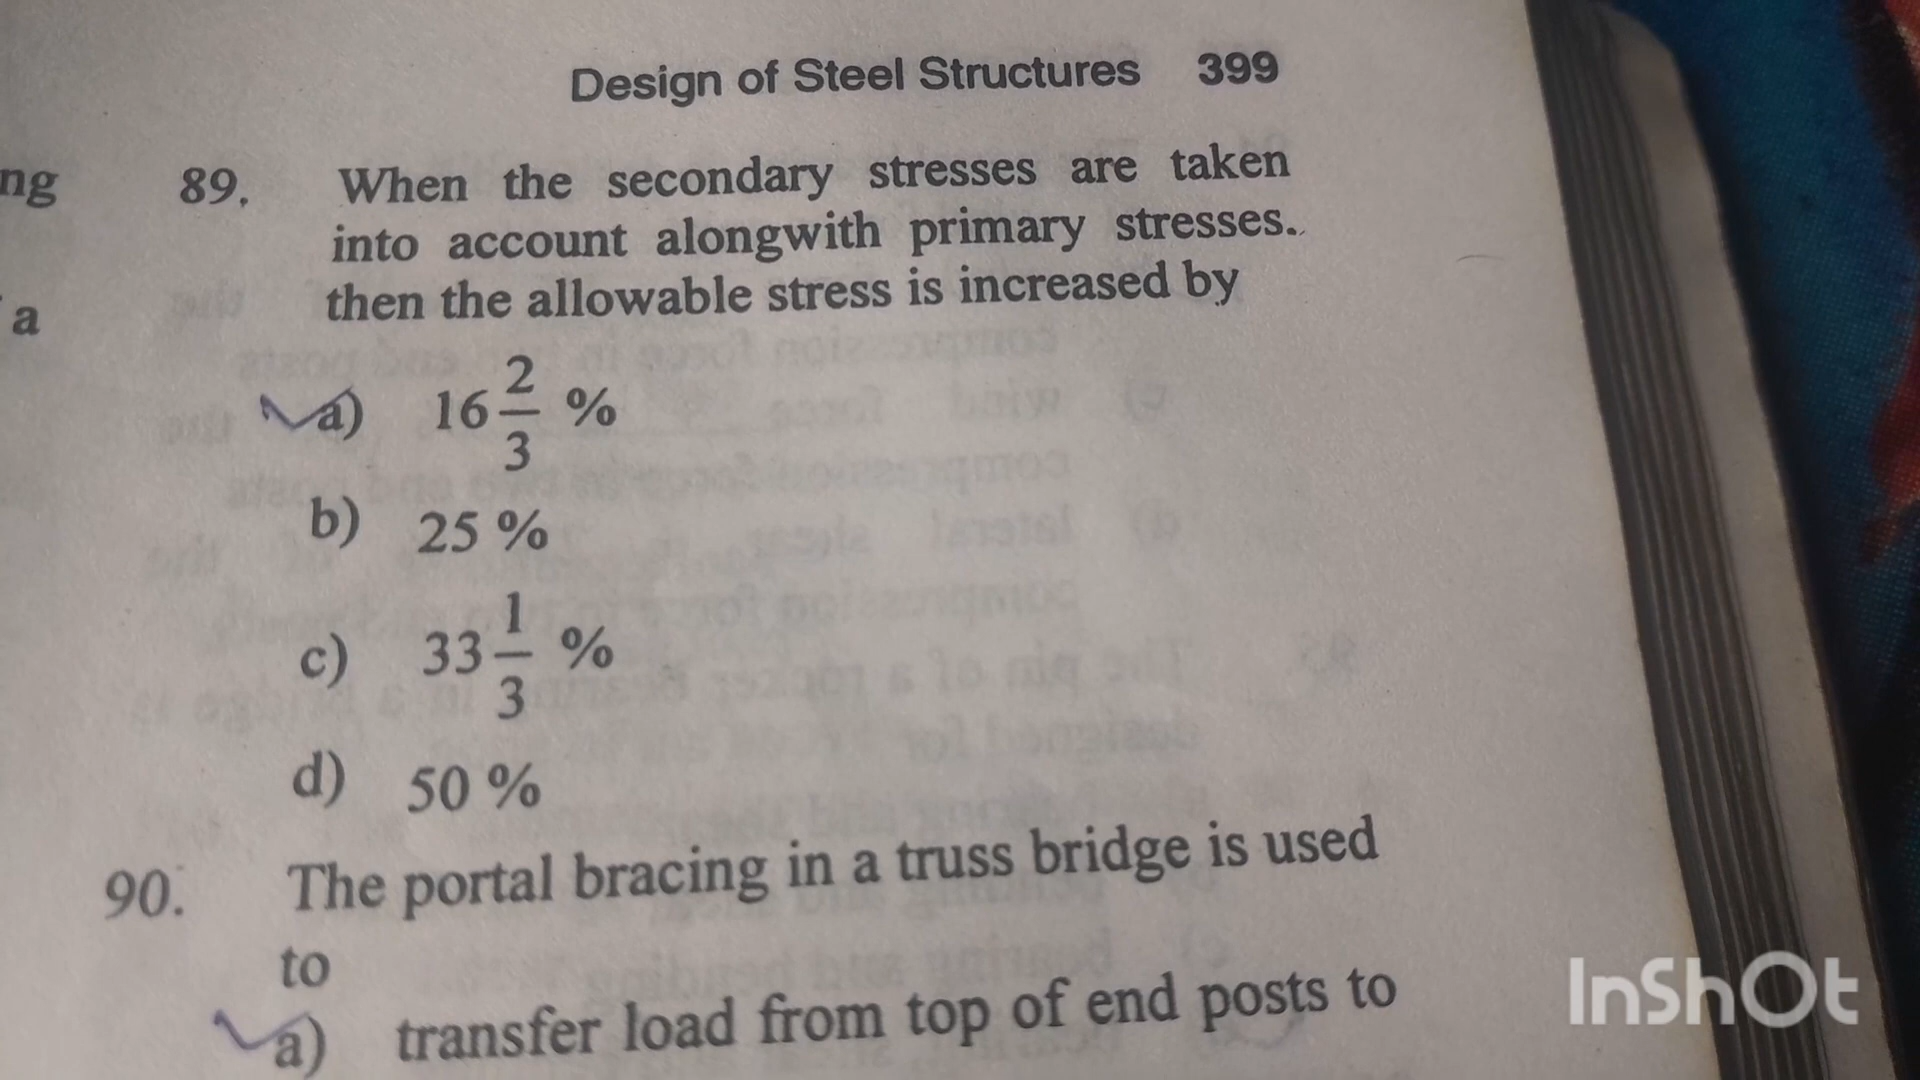 Design of Steel Structures 399
ng
a
89. When the secondary stresses are taken
into account alongwith primary stresses.
then the allowable stress is increased by
a) 16 2/3 %
b) 25 %
c) 33 1/3 %
d) 50 %
90. The portal bracing in a truss bridge is used
to
a) transfer load from top of end posts to
InShOt